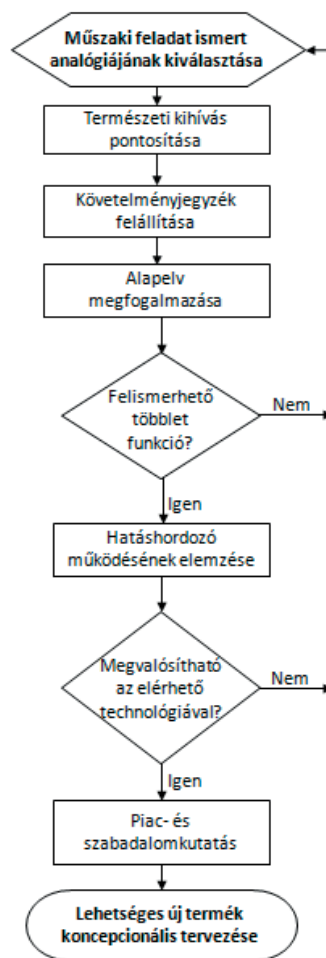 Műszaki feladat ismert
analógiájának kiválasztása
Természeti kihívás
pontosítása
Követelményjegyzék
felállítása
Alapelv
megfogalmazása
Felismerhető
többlet
funkció?
Nem
Igen
Hatáshordozó
működésének elemzése
Megvalósítható
az elérhető
technológiával?
Nem
Igen
Piac- és
szabadalomkutatás
Lehetséges új termék
koncepcionális tervezése